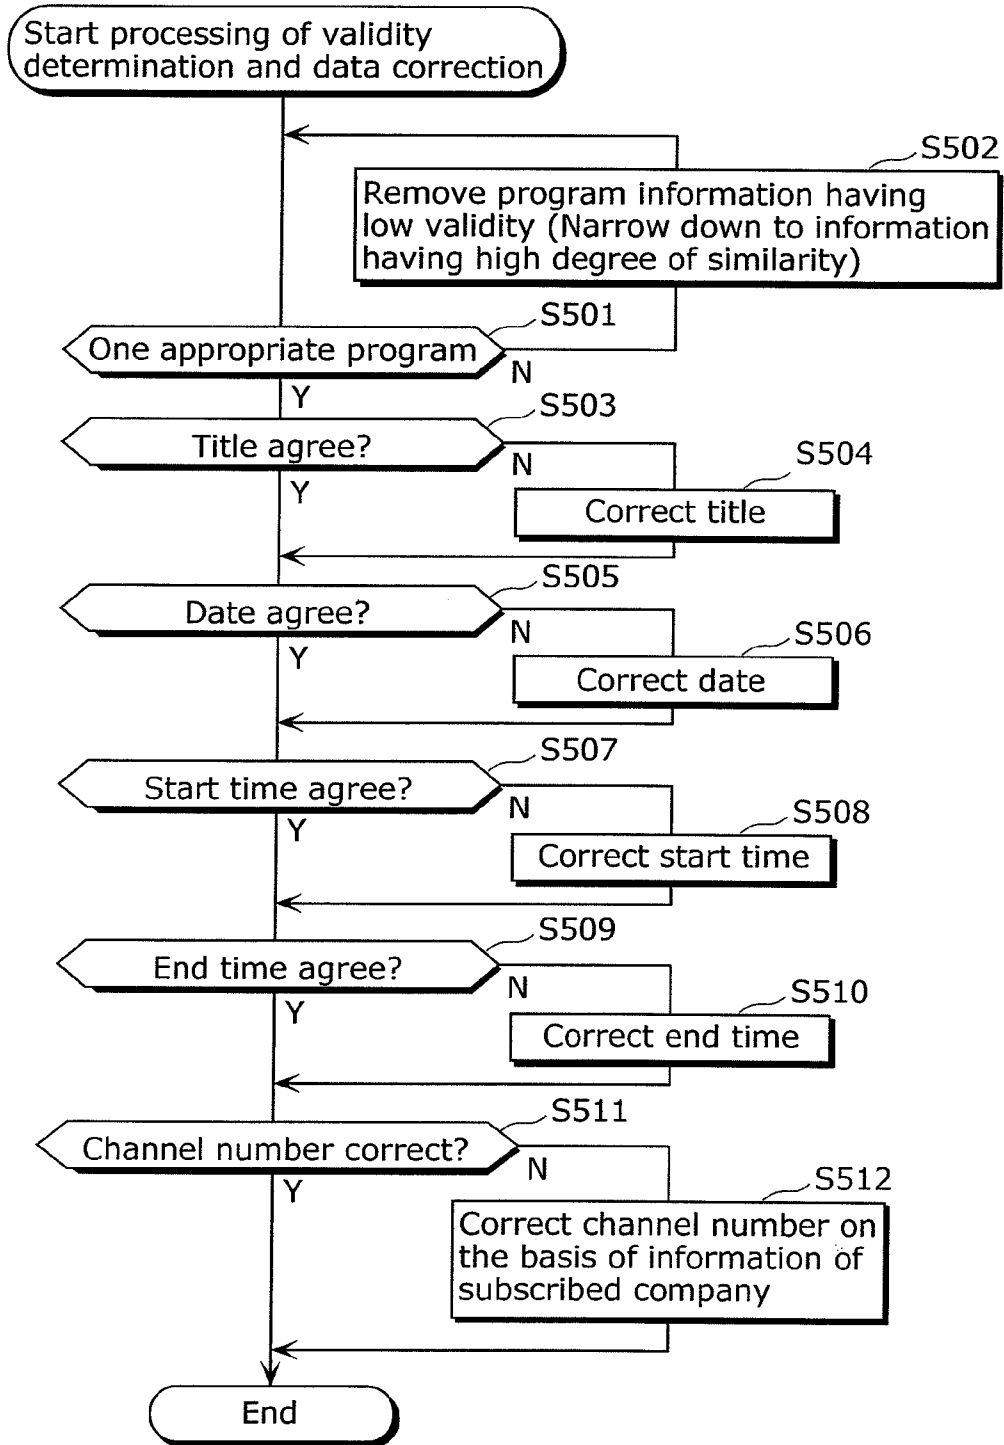 Start processing of validity
determination and data correction
S502
Remove program information having
low validity (Narrow down to information
having high degree of similarity)
S501
One appropriate program
N
Y
S503
Title agree?
N
Y
S504
Correct title
S505
Date agree?
N
Y
S506
Correct date
S507
Start time agree?
N
Y
S508
Correct start time
S509
End time agree?
N
Y
S510
Correct end time
S511
Channel number correct?
N
Y
S512
Correct channel number on
the basis of information of
subscribed company
End